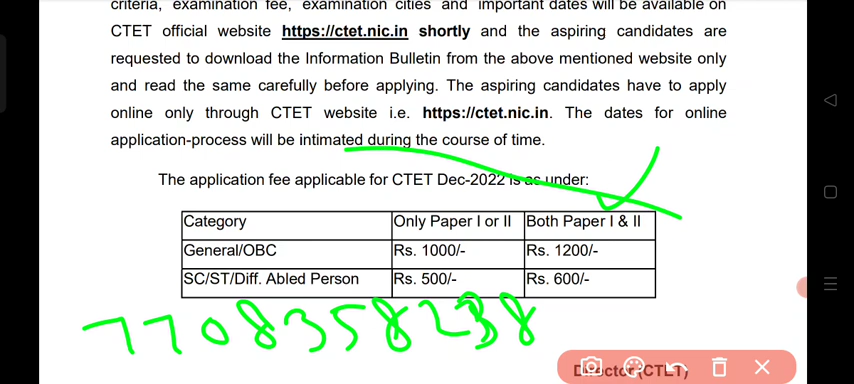 criteria, examination fee, examination cities and important dates will be available on
CTET official website https://ctet.nic.in shortly and the aspiring candidates are
requested to download the Information Bulletin from the above mentioned website only
and read the same carefully before applying. The aspiring candidates have to apply
online only through CTET website i.e. https://ctet.nic.in. The dates for online
application-process will be intimated during the course of time.
The application fee applicable for CTET Dec-2022 is as under:
Category Only Paper I or II Both Paper I & II
General/OBC Rs. 1000/- Rs. 1200/-
SC/ST/Diff. Abled Person Rs. 500/- Rs. 600/-
7708358238
Director (CTET)